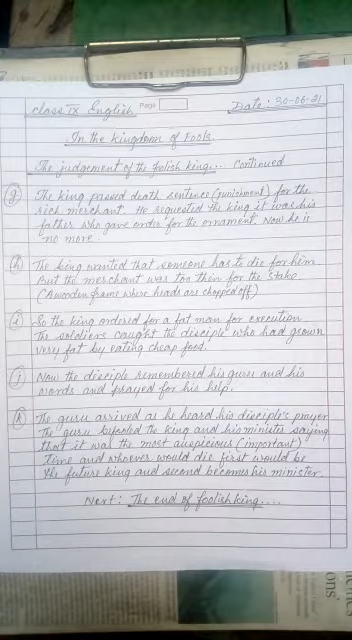 class IX English Page Date: 30-06-21
In the kingdom of Fools
The judgement of the foolish king... Continued
(g) The king passed death sentence (punishment) for the
rich merchant. He requested the king it was his
father who gave order for the ornament. Now he is
no more.
(h) The king wanted that someone has to die for him
But the merchant was too thin for the stake
(A wooden frame where heads are chopped off)
(i) So the king ordered for a fat man for execution
The soldiers caught the disciple who had grown
very fat by eating cheap food.
(j) Now the disciple remembered his guru and his
words and prayed for his help.
(k) The guru arrived as he heard his disciple's prayer
The guru the king and his minister saying
that it was the most auspicious (important)
time and whoever would die first would be
the future king and second becomes his minister.
Next: The end of foolish king....